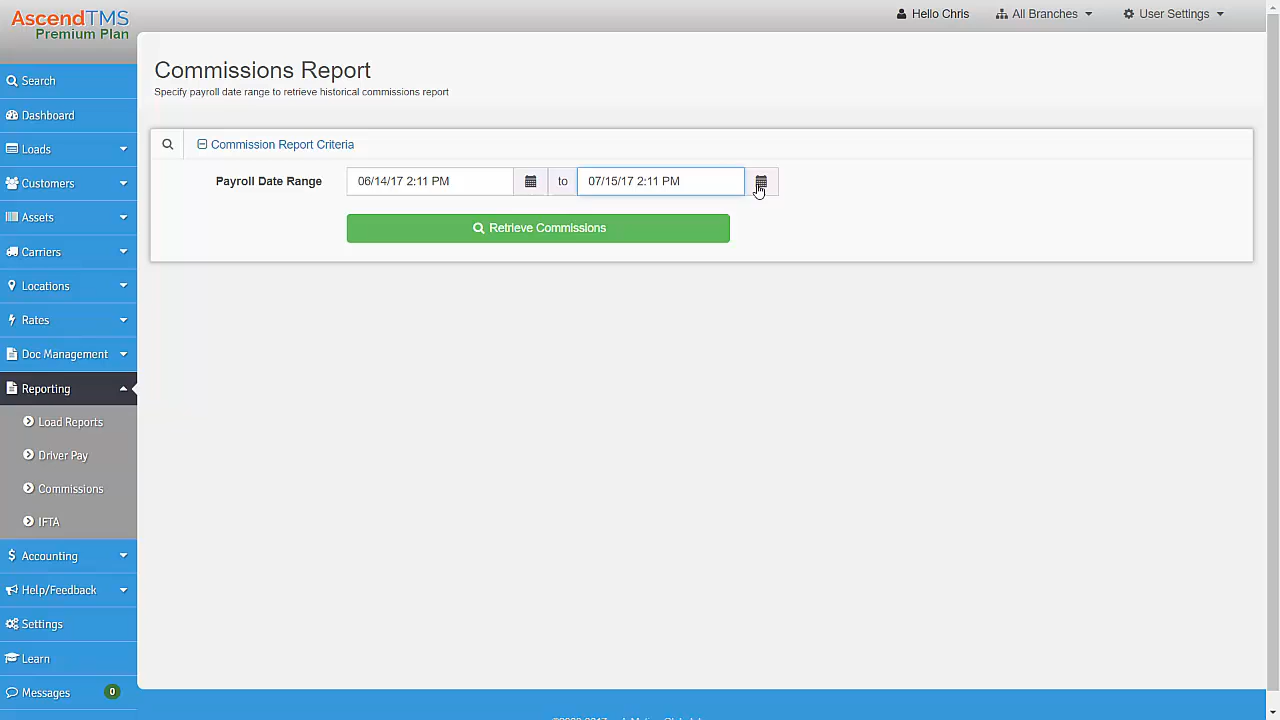 AscendTMS
Premium Plan
Hello Chris
All Branches
User Settings
Search
Dashboard
Loads
Customers
Assets
Carriers
Locations
Rates
Doc Management
Reporting
Load Reports
Driver Pay
Commissions
IFTA
Accounting
Help/Feedback
Settings
Learn
Messages 0
Commissions Report
Specify payroll date range to retrieve historical commissions report
Commission Report Criteria
Payroll Date Range 06/14/17 2:11 PM to 07/15/17 2:11 PM
Retrieve Commissions